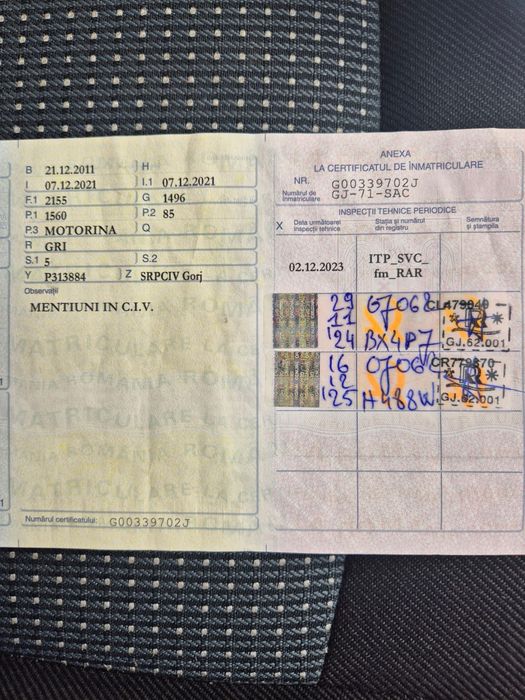 B 21.12.2011 H
I 07.12.2021 I.1 07.12.2021
F.1 2155 G 1496
P.1 1560 P.2 85
P.3 MOTORINA Q
R GRI
S.1 5 S.2
Y P313884 Z SRPCIV Gorj
Observații
MENTIUNI IN C.I.V.
Numărul certificatului: G00339702J
ANEXA
LA CERTIFICATUL DE ÎNMATRICULARE
NR. G00339702J
Numărul de înmatriculare GJ-71-SAC
INSPECȚII TEHNICE PERIODICE
X Data următoarei inspecții tehnice Stația și numărul din registru Semnătura și ștampila
02.12.2023 ITP_SVC_
fm_RAR
29 07068
11
'24 BX4P7 GJ.62.001
16
12
'25 H488W GJ.62.001